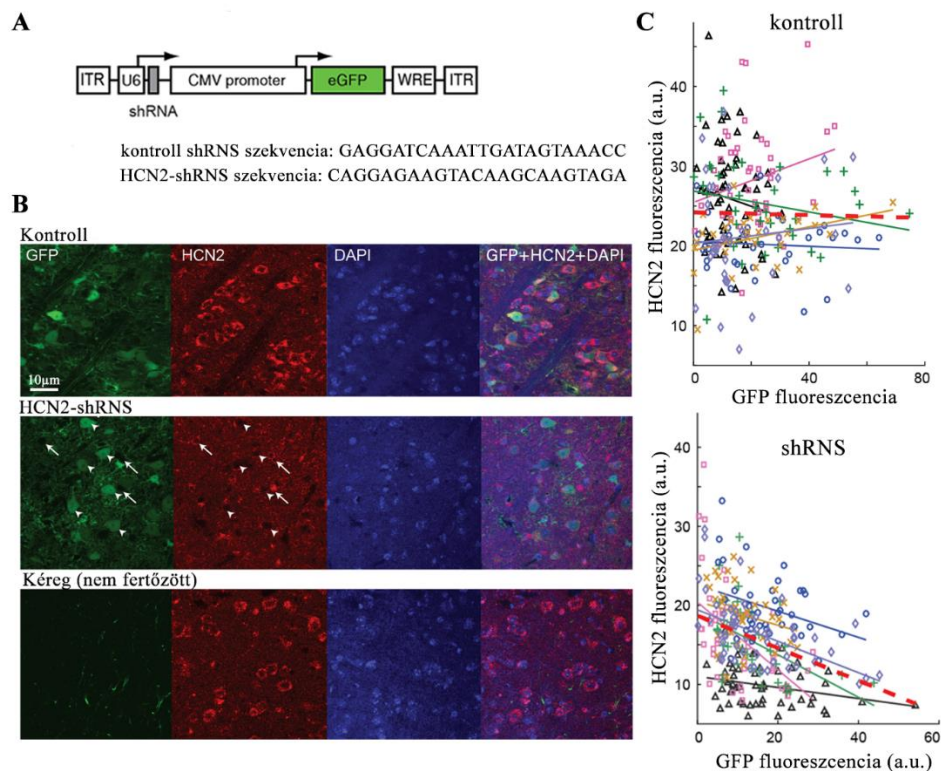 A
ITR
U6
CMV promoter
eGFP
WRE
ITR
shRNA
kontroll shRNS szekvencia: GAGGATCAAATTGATAGTAAACC
HCN2-shRNS szekvencia: CAGGAGAAGTACAAGCAAGTAGA
B
Kontroll
GFP
HCN2
DAPI
GFP+HCN2+DAPI
10µm
HCN2-shRNS
Kéreg (nem fertőzött)
C
kontroll
HCN2 fluoreszcencia (a.u.)
40
30
20
10
0
20
40
60
80
GFP fluoreszcencia
shRNS
HCN2 fluoreszcencia (a.u.)
40
30
20
10
0
20
40
60
GFP fluoreszcencia (a.u.)